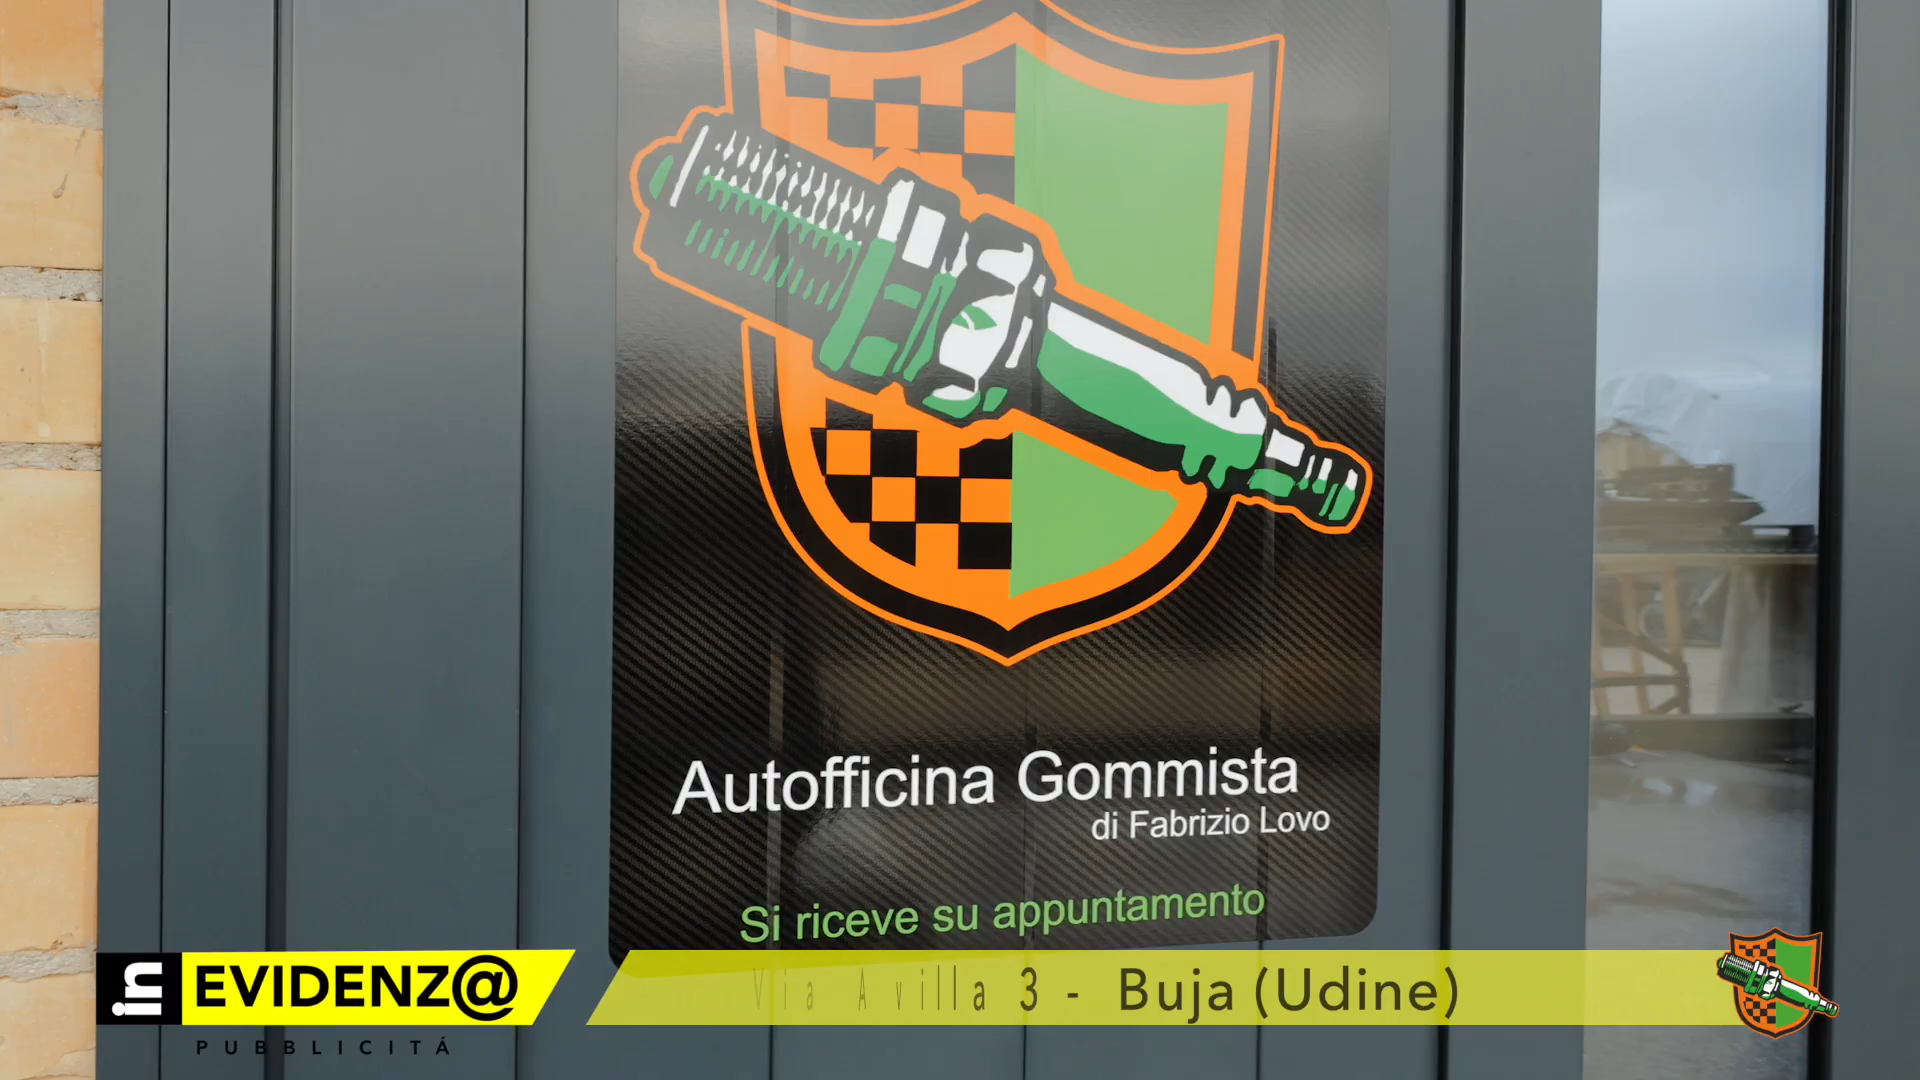 Autofficina Gommista
di Fabrizio Lovo
Si riceve su appuntamento
in EVIDENZ@
PUBBLICITÁ
Via Avilla 3 - Buja (Udine)